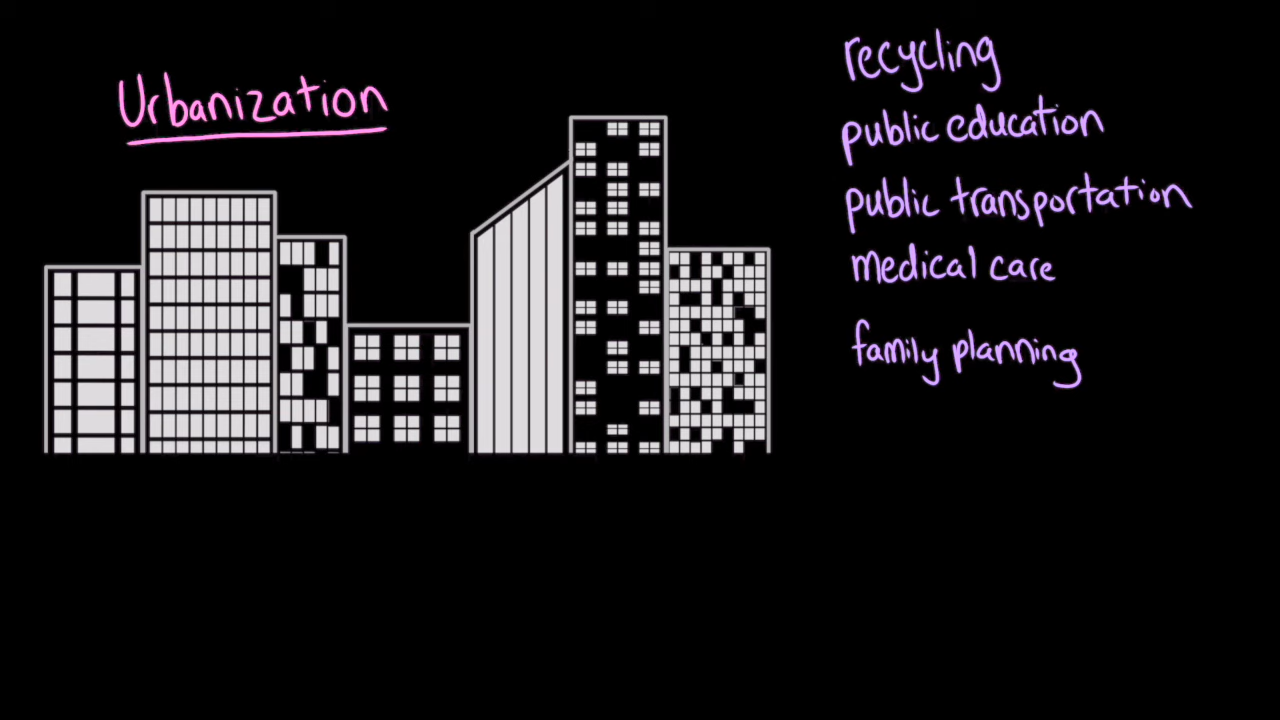 Urbanization
recycling
public education
public transportation
medical care
family planning